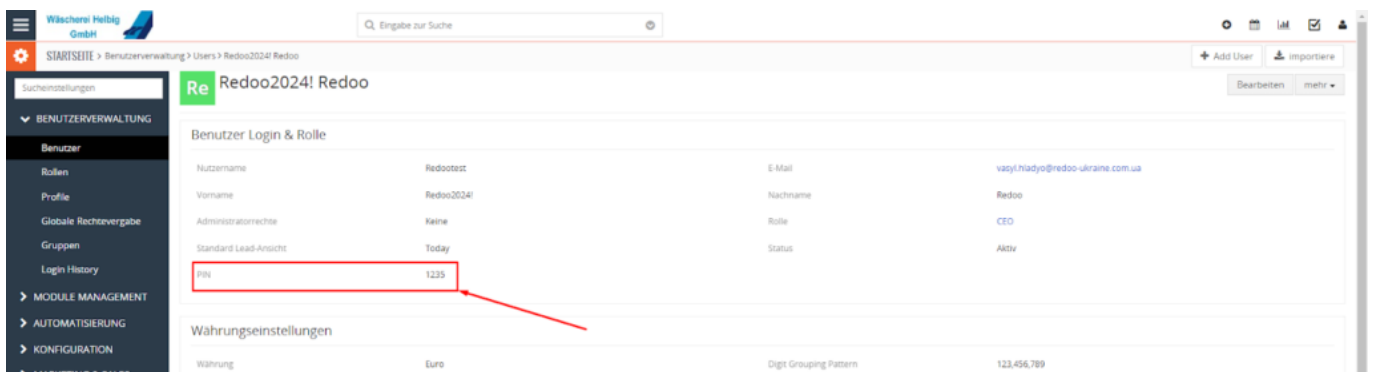 Wäscherei Helbig
GmbH
Eingabe zur Suche
STARTSEITE > Benutzerverwaltung > Users > Redoo2024! Redoo
Add User
importiere
Sucheinstellungen
Re
Redoo2024! Redoo
Bearbeiten
mehr
BENUTZERVERWALTUNG
Benutzer
Rollen
Profile
Globale Rechtevergabe
Gruppen
Login History
MODULE MANAGEMENT
AUTOMATISIERUNG
KONFIGURATION
Benutzer Login & Rolle
Nutzername Redootest E-Mail vasyl.hladyo@redoo-ukraine.com.ua
Vorname Redoo2024! Nachname Redoo
Administratorrechte Keine Rolle CEO
Standard Lead-Ansicht Today Status Aktiv
PIN 1235
Währungseinstellungen
Währung Euro Digit Grouping Pattern 123,456,789